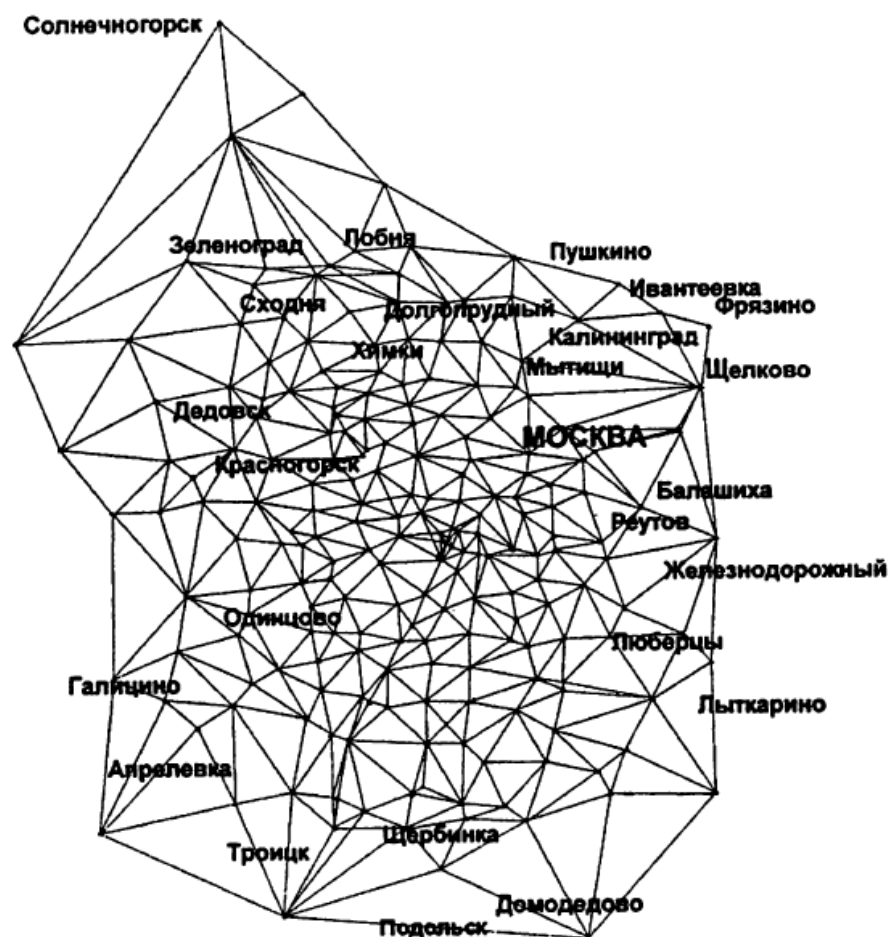 Солнечногорск
Зеленоград
Лобня
Пушкино
Ивантеевка
Сходня
Долгопрудный
Фрязино
Калининград
Химки
Мытищи
Щелково
Дедовск
МОСКВА
Красногорск
Балашиха
Реутов
Железнодорожный
Одинцово
Люберцы
Галицино
Лыткарино
Апрелевка
Щербинка
Троицк
Домодедово
Подольск